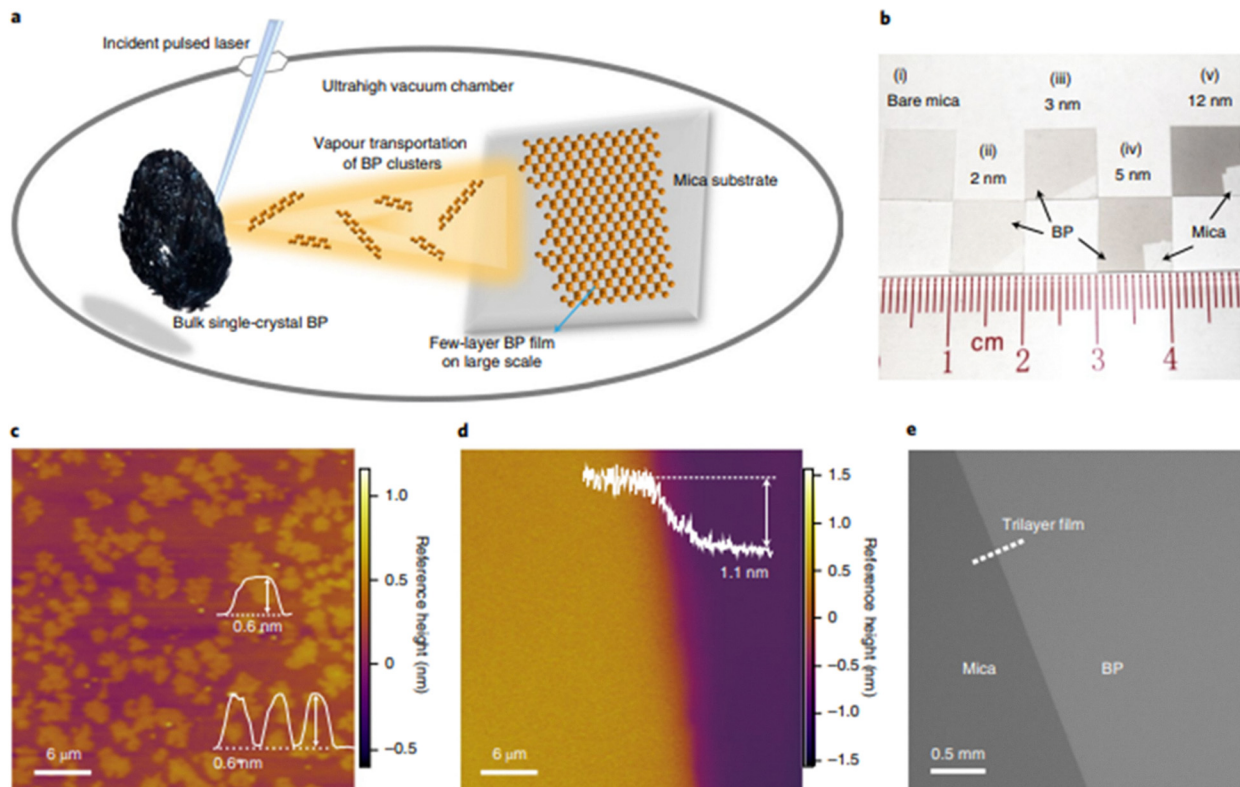 a
Incident pulsed laser
Ultrahigh vacuum chamber
Vapour transportation
of BP clusters
Mica substrate
Bulk single-crystal BP
Few-layer BP film
on large scale
b
(i)
Bare mica
(ii)
2 nm
(iii)
3 nm
(iv)
5 nm
(v)
12 nm
BP
Mica
cm
1 2 3 4
c
0.6 nm
0.6 nm
6 μm
1.0
0.5
0
−0.5
Reference height (nm)
d
1.1 nm
6 μm
1.5
1.0
0.5
0
−0.5
−1.0
−1.5
Reference height (nm)
e
Trilayer film
Mica
BP
0.5 mm